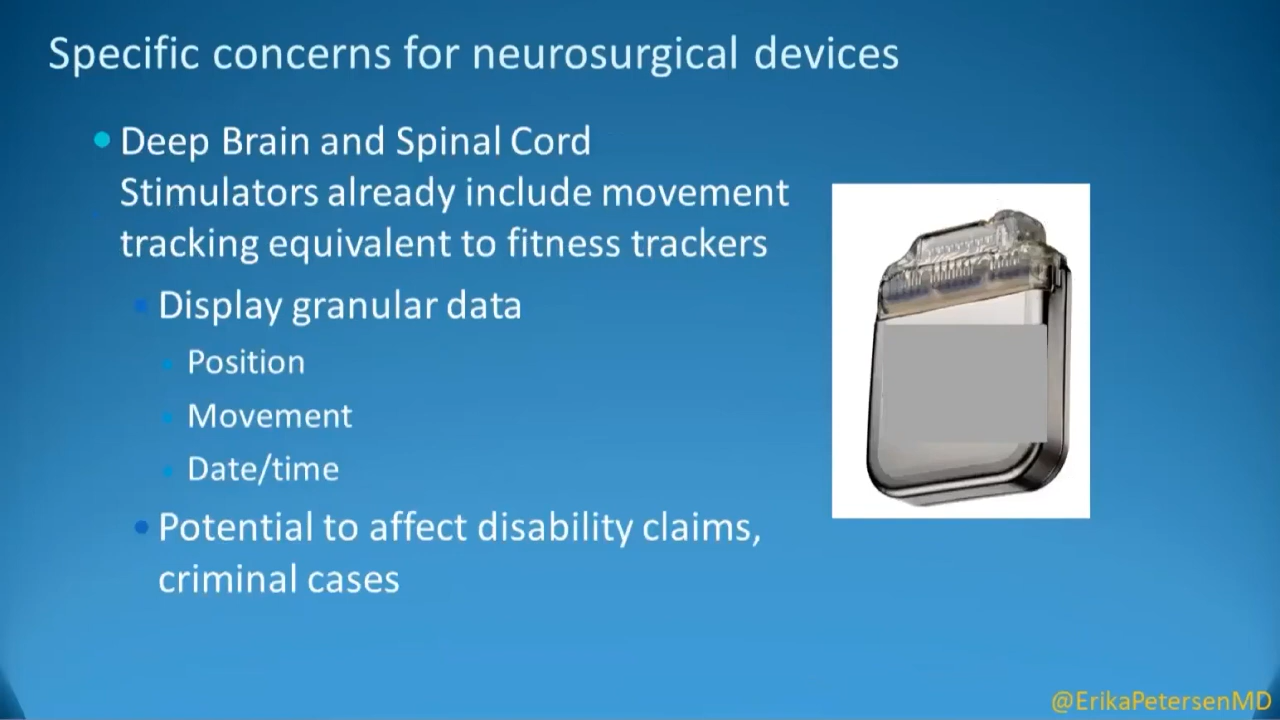 Specific concerns for neurosurgical devices
Deep Brain and Spinal Cord
Stimulators already include movement
tracking equivalent to fitness trackers
Display granular data
Position
Movement
Date/time
Potential to affect disability claims,
criminal cases
@ErikaPetersenMD